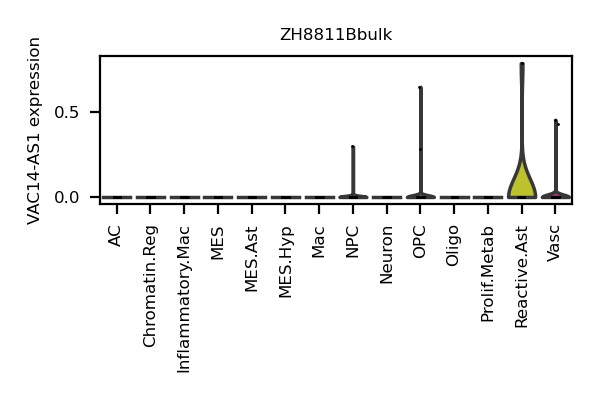 ZH8811Bbulk
VAC14-AS1 expression
0.5
0.0
AC
Chromatin.Reg
Inflammatory.Mac
MES
MES.Ast
MES.Hyp
Mac
NPC
Neuron
OPC
Oligo
Prolif.Metab
Reactive.Ast
Vasc